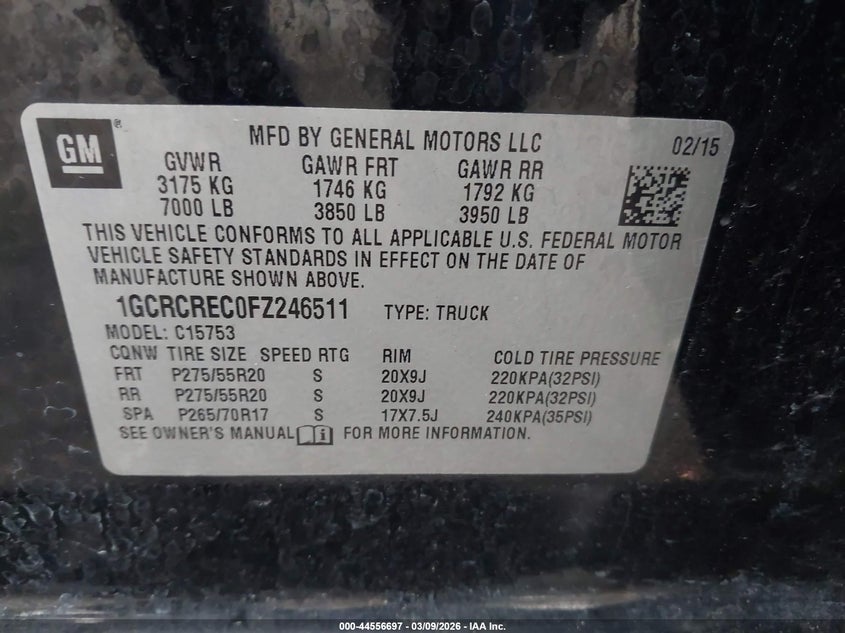 GM® MFD BY GENERAL MOTORS LLC 02/15
GVWR GAWR FRT GAWR RR
3175 KG 1746 KG 1792 KG
7000 LB 3850 LB 3950 LB
THIS VEHICLE CONFORMS TO ALL APPLICABLE U.S. FEDERAL MOTOR
VEHICLE SAFETY STANDARDS IN EFFECT ON THE DATE OF
MANUFACTURE SHOWN ABOVE.
1GCRCREC0FZ246511 TYPE: TRUCK
MODEL: C15753
CQNW TIRE SIZE SPEED RTG RIM COLD TIRE PRESSURE
FRT P275/55R20 S 20X9J 220KPA(32PSI)
RR P275/55R20 S 20X9J 220KPA(32PSI)
SPA P265/70R17 S 17X7.5J 240KPA(35PSI)
SEE OWNER'S MANUAL i FOR MORE INFORMATION.
000-44556697 - 03/09/2026 - IAA Inc.